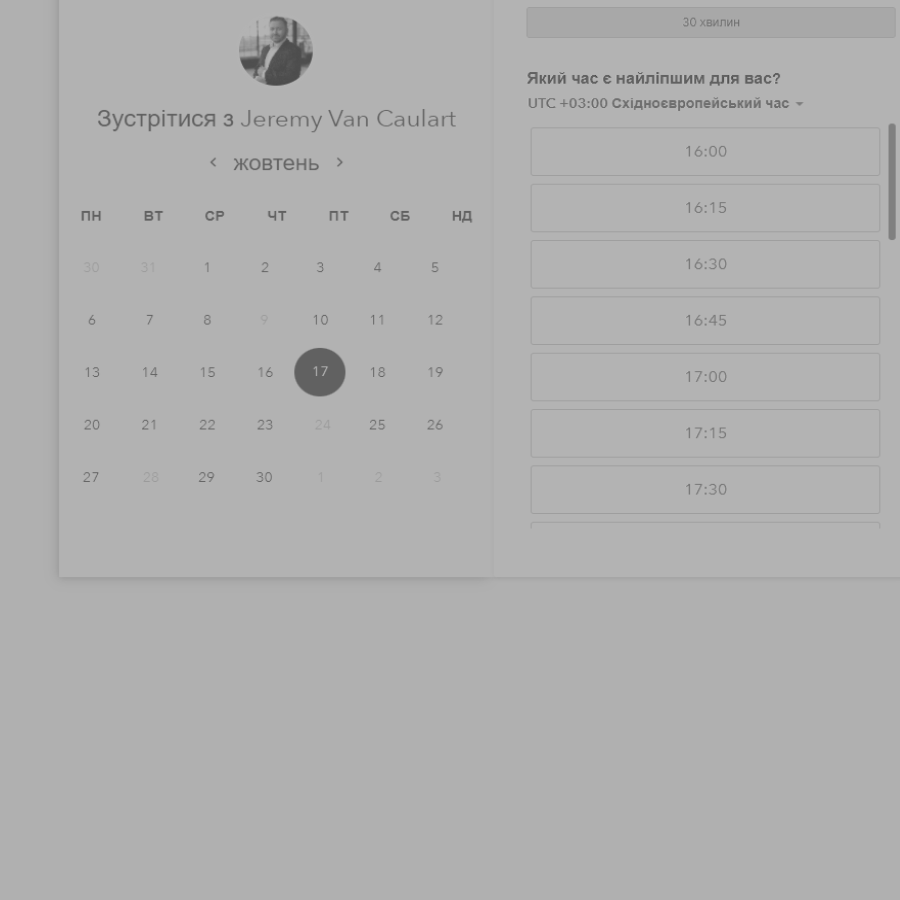 Зустрітися з Jeremy Van Caulart
жовтень
ПН ВТ СР ЧТ ПТ СБ НД
30 31 1 2 3 4 5
6 7 8 9 10 11 12
13 14 15 16 17 18 19
20 21 22 23 24 25 26
27 28 29 30 1 2 3
30 хвилин
Який час є найліпшим для вас?
UTC +03:00 Східноєвропейський час
16:00
16:15
16:30
16:45
17:00
17:15
17:30